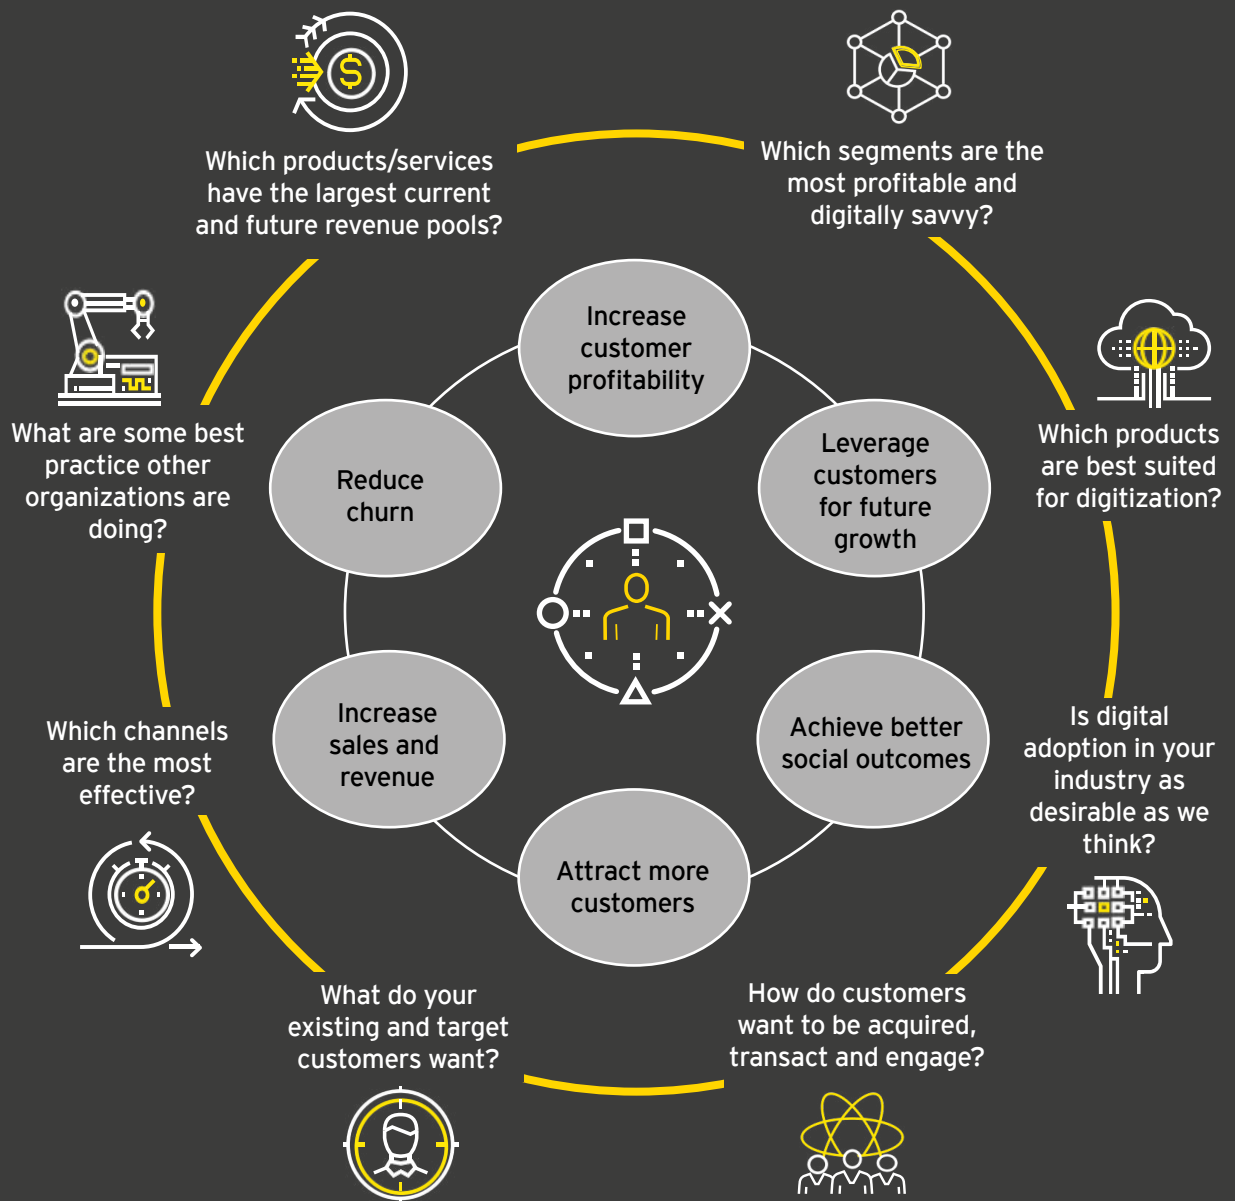 Which products/services
have the largest current
and future revenue pools?
Which segments are the
most profitable and
digitally savvy?
Which products
are best suited
for digitization?
Is digital
adoption in your
industry as
desirable as we
think?
How do customers
want to be acquired,
transact and engage?
What do your
existing and target
customers want?
Which channels
are the most
effective?
What are some best
practice other
organizations are
doing?
Increase
customer
profitability
Leverage
customers
for future
growth
Achieve better
social outcomes
Attract more
customers
Increase
sales and
revenue
Reduce
churn